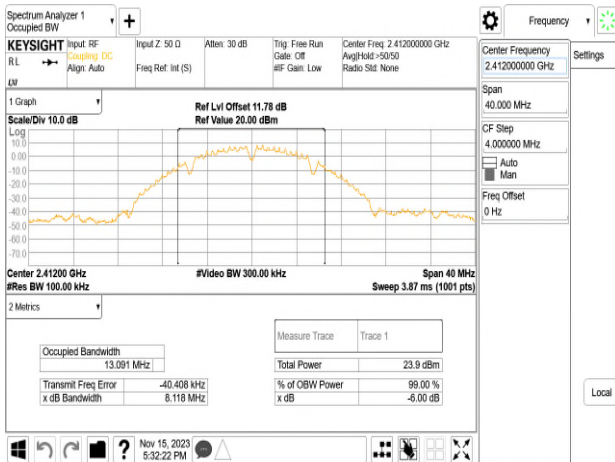 Spectrum Analyzer 1
Occupied BW
Frequency
KEYSIGHT Input: RF Input Z: 50 Ω Atten: 30 dB Trig: Free Run Center Freq: 2.412000000 GHz
RL Coupling: DC Gate: Off Avg|Hold:>50/50
Align: Auto Freq Ref: Int (S) #IF Gain: Low Radio Std: None
Center Frequency
2.412000000 GHz
Settings
Span
40.000 MHz
CF Step
4.000000 MHz
Auto
Man
Freq Offset
0 Hz
Local
1 Graph
Ref Lvl Offset 11.78 dB
Scale/Div 10.0 dB Ref Value 20.00 dBm
Log
10.0
0.00
-10.0
-20.0
-30.0
-40.0
-50.0
-60.0
-70.0
Center 2.41200 GHz #Video BW 300.00 kHz Span 40 MHz
#Res BW 100.00 kHz Sweep 3.87 ms (1001 pts)
2 Metrics
Measure Trace Trace 1
Occupied Bandwidth
13.091 MHz Total Power 23.9 dBm
Transmit Freq Error -40.408 kHz % of OBW Power 99.00 %
x dB Bandwidth 8.118 MHz x dB -6.00 dB
? Nov 15, 2023
5:32:22 PM